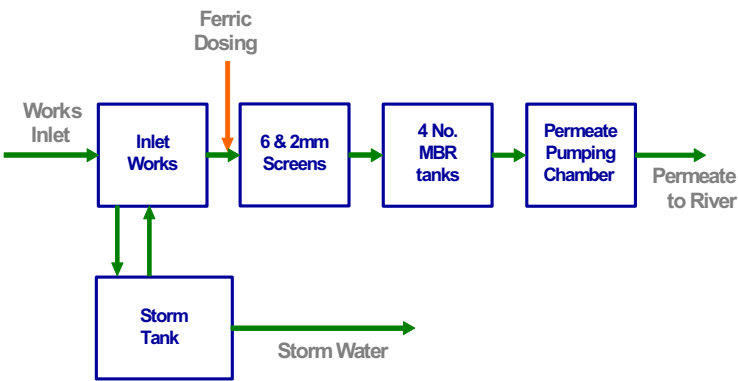 Ferric
Dosing
Works
Inlet
Inlet
Works
6 & 2mm
Screens
4 No.
MBR
tanks
Permeate
Pumping
Chamber
Permeate
to River
Storm
Tank
Storm Water